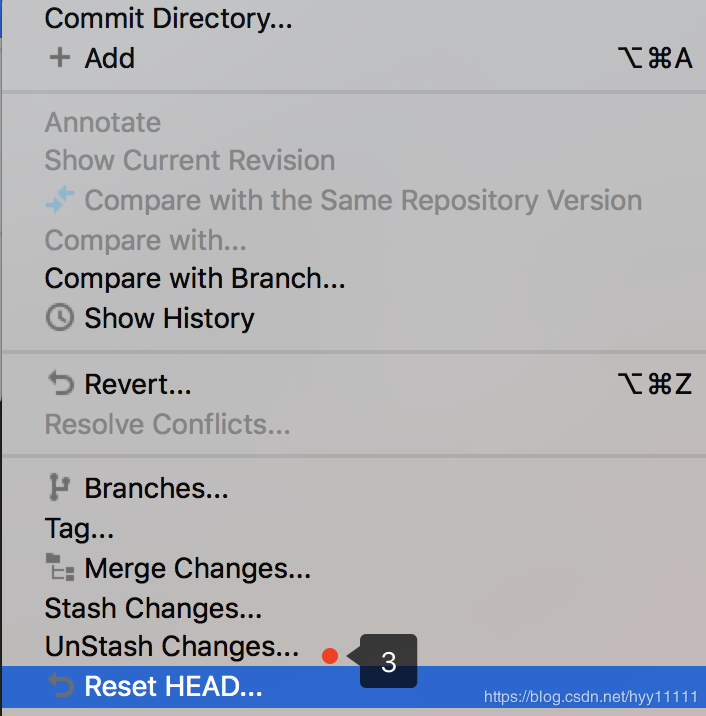 Commit Directory...
Add ⌥⌘A
Annotate
Show Current Revision
Compare with the Same Repository Version
Compare with...
Compare with Branch...
Show History
Revert... ⌥⌘Z
Resolve Conflicts...
Branches...
Tag...
Merge Changes...
Stash Changes...
UnStash Changes...
3
Reset HEAD...
https://blog.csdn.net/hyy11111